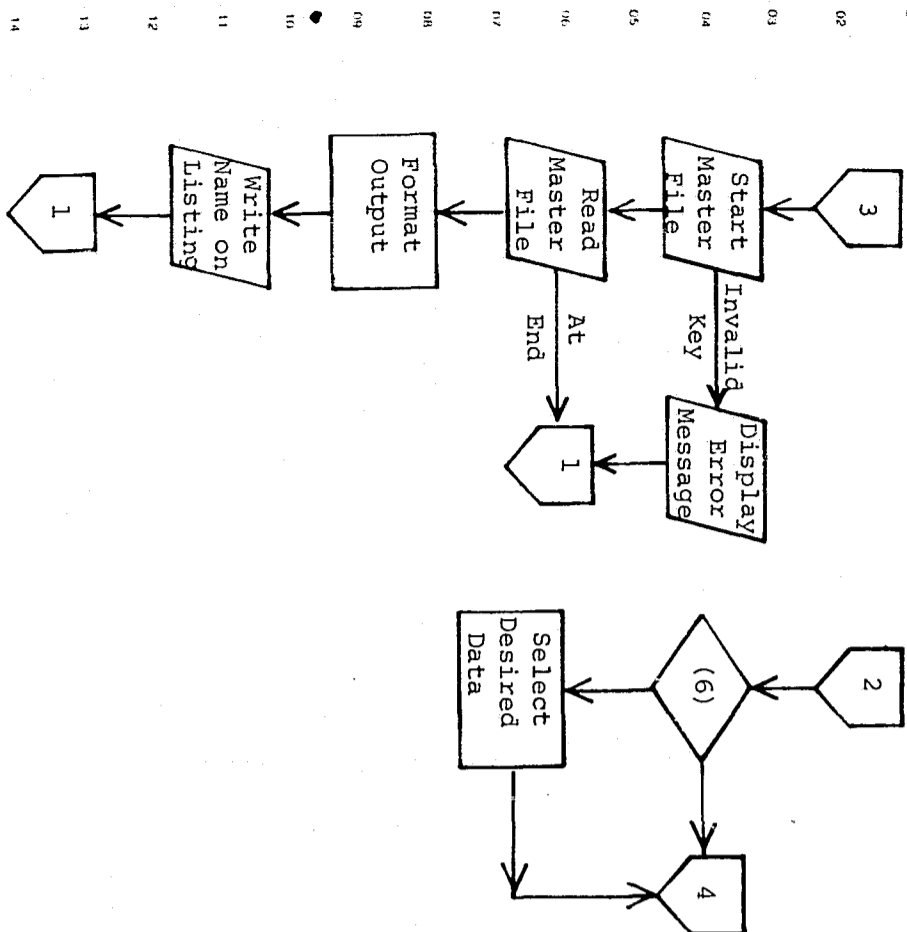 02
03
04
05
06
07
08
09
10
11
12
13
14
3
Start
Master
File
Invalid
Key
Display
Error
Message
1
Read
Master
File
At
End
Format
Output
Write
Name on
Listing
1
2
(6)
Select
Desired
Data
4